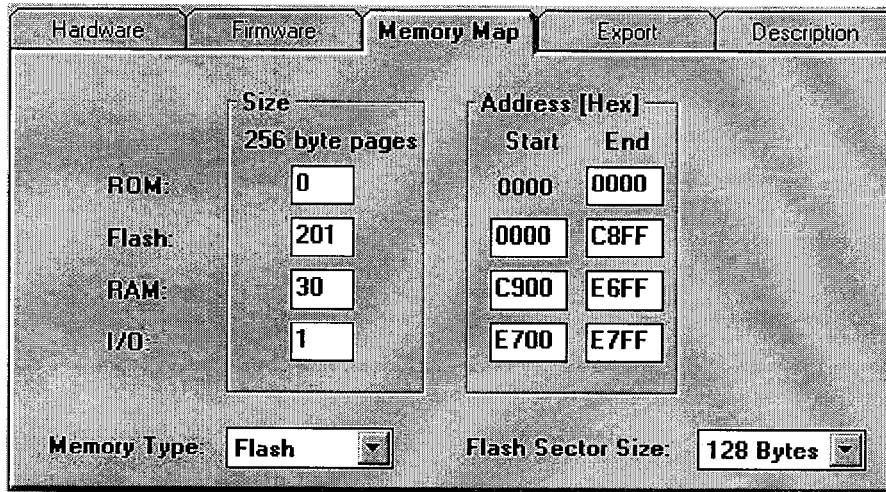 Hardware Firmware Memory Map Export Description
Size Address [Hex]
256 byte pages Start End
ROM: 0 0000 0000
Flash: 201 0000 C8FF
RAM: 30 C900 E6FF
I/O: 1 E700 E7FF
Memory Type: Flash Flash Sector Size: 128 Bytes